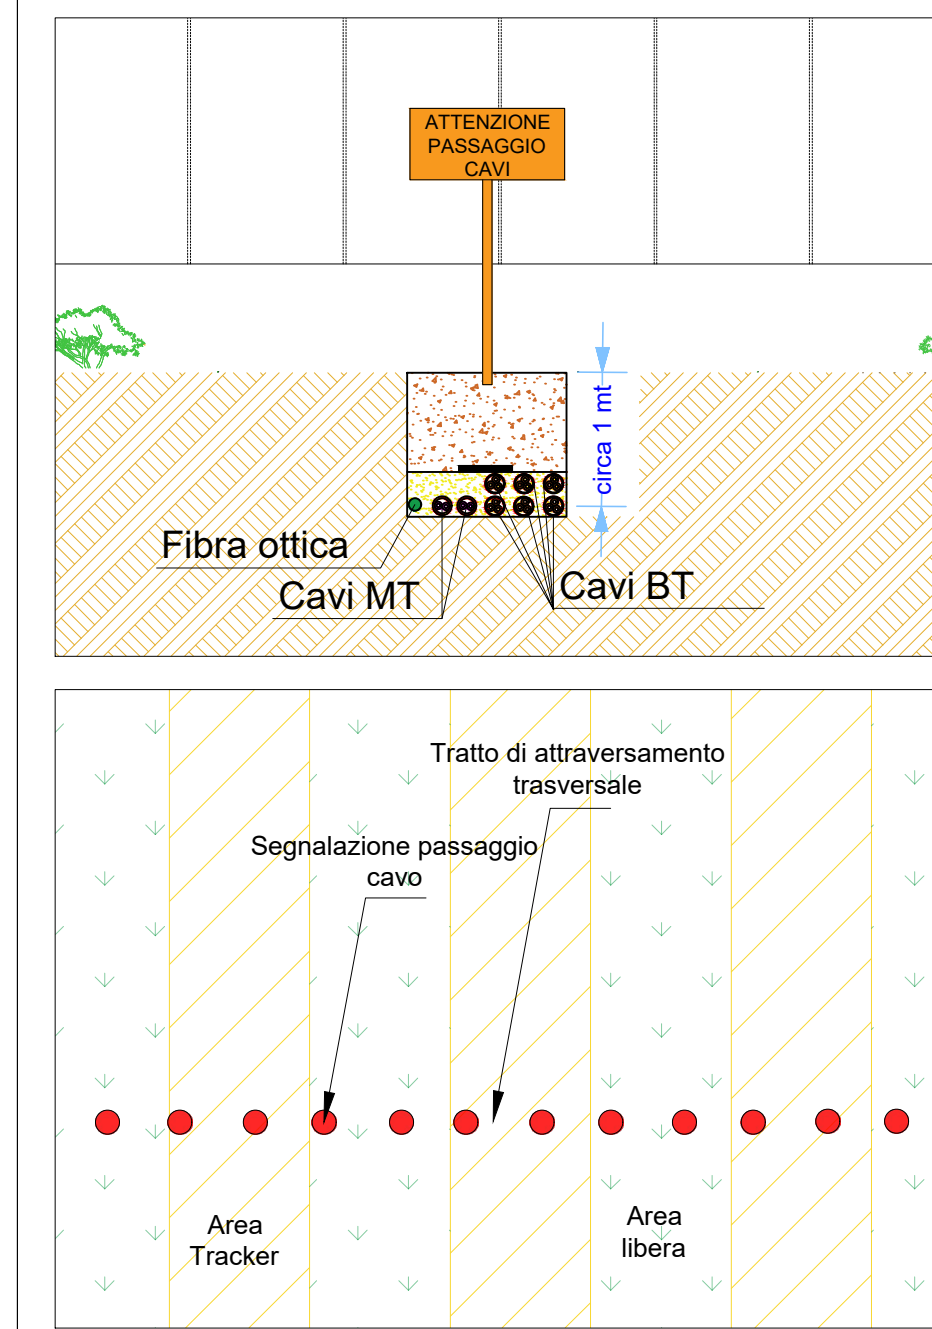 ATTENZIONE
PASSAGGIO
CAVI
circa 1 mt
Fibra ottica
Cavi MT
Cavi BT
Tratto di attraversamento
trasversale
Segnalazione passaggio
cavo
Area
Tracker
Area
libera